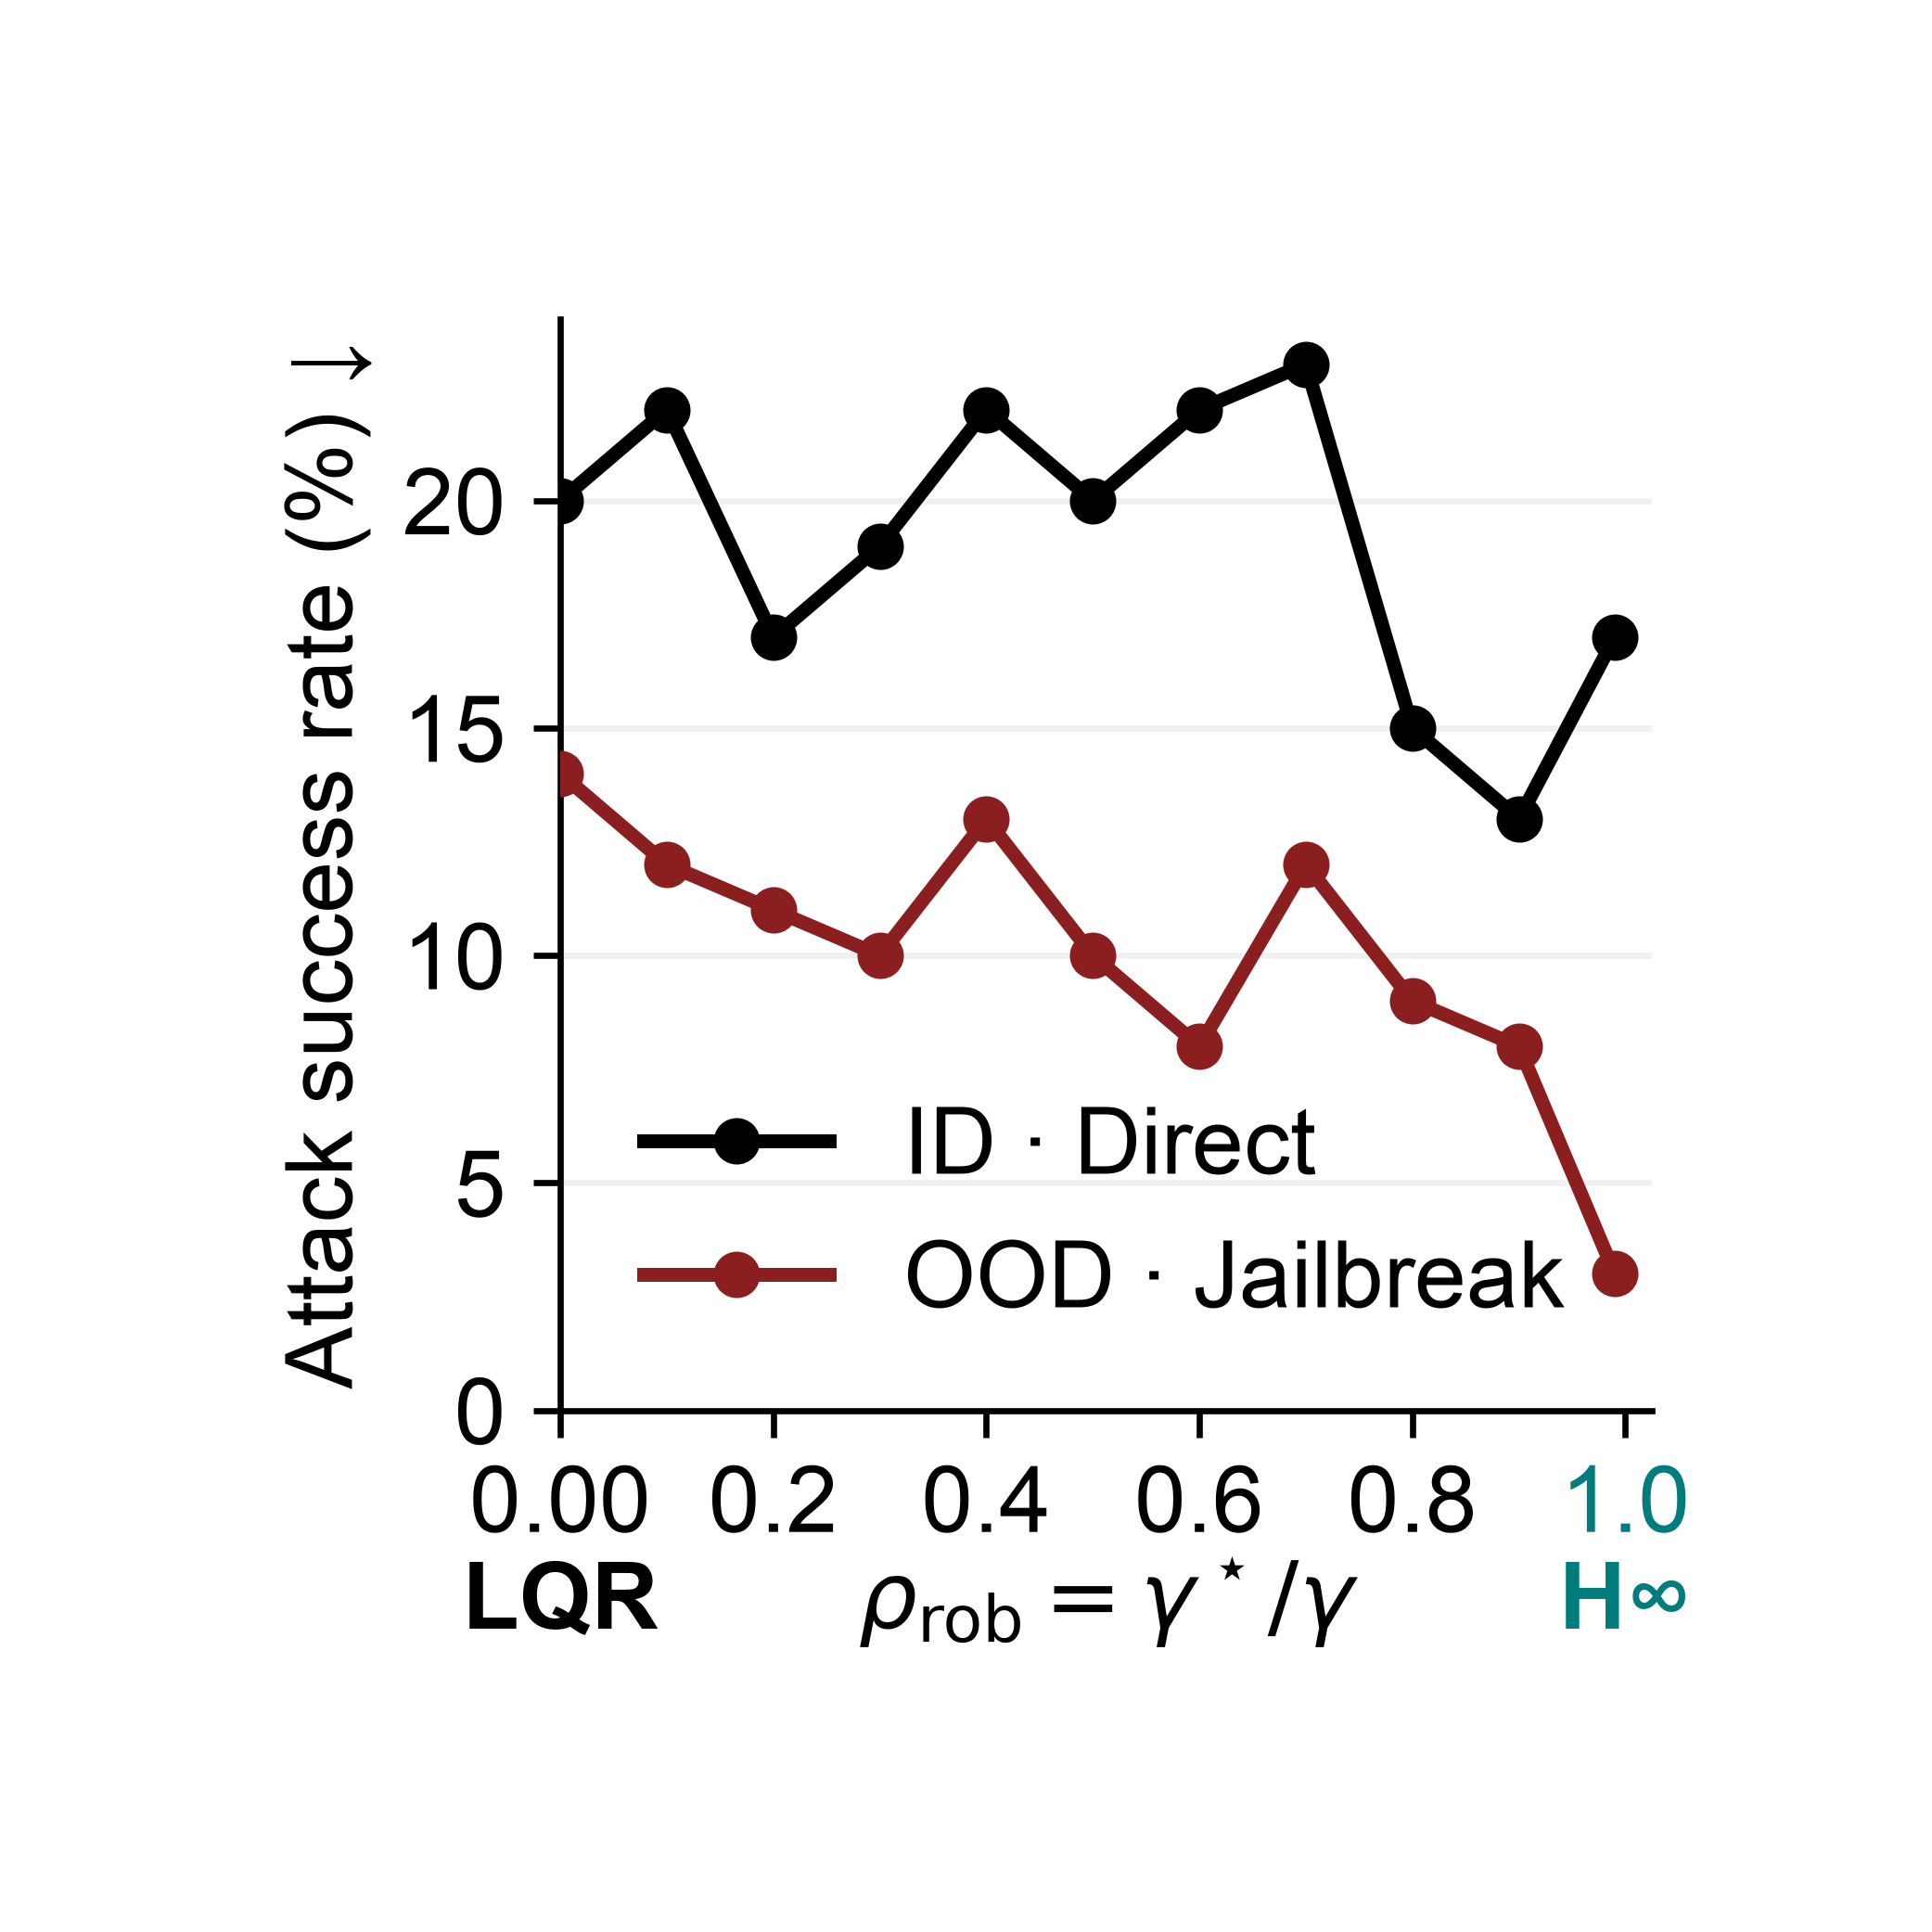 Attack success rate (%) ↓
20
15
10
5
0
ID · Direct
OOD · Jailbreak
0.00 0.2 0.4 0.6 0.8 1.0
LQR ρrob = γ⋆/γ H∞